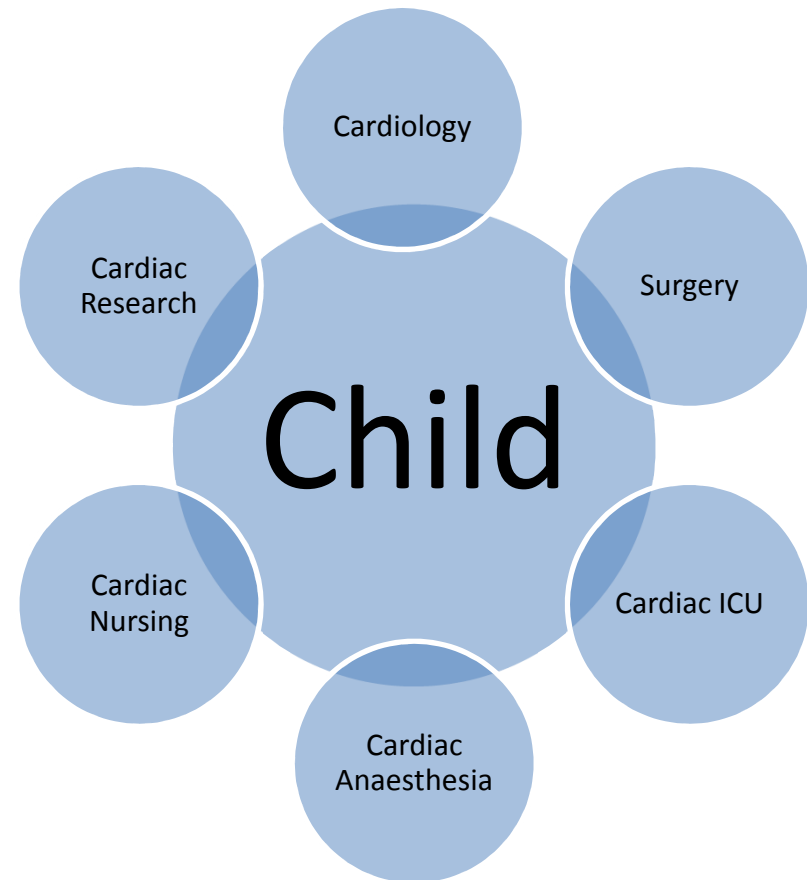 Cardiology
Cardiac
Research
Surgery
Child
Cardiac
Nursing
Cardiac ICU
Cardiac
Anaesthesia